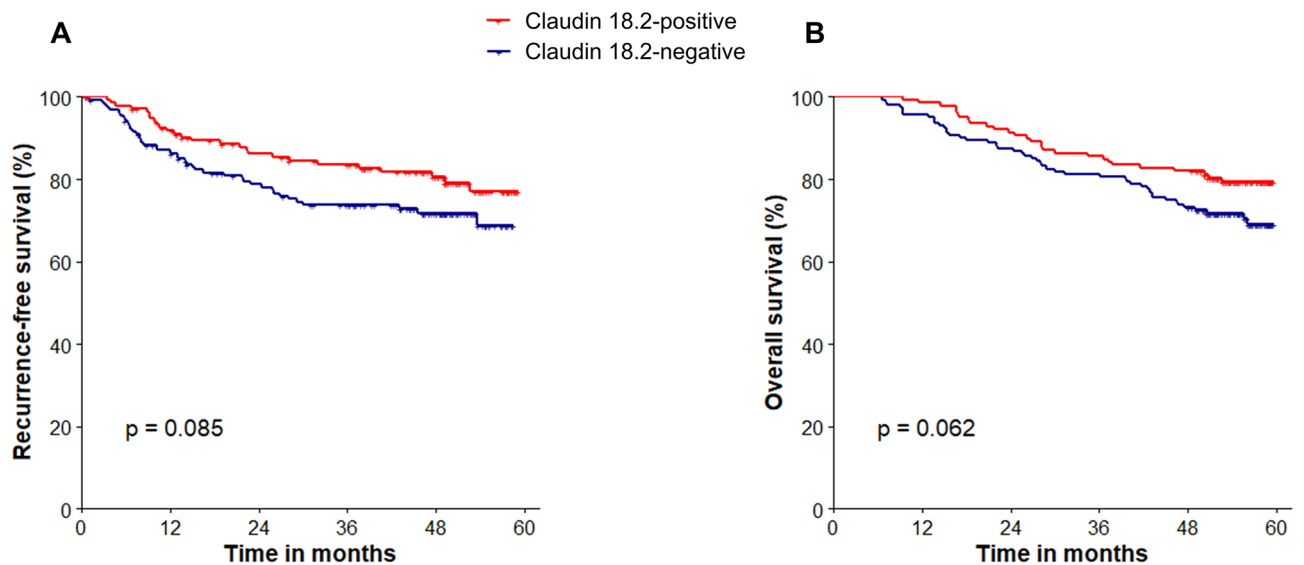 A
Claudin 18.2-positive
Claudin 18.2-negative
B
Recurrence-free survival (%)
100
80
60
40
20
0
p = 0.085
0 12 24 36 48 60
Time in months
Overall survival (%)
100
80
60
40
20
0
p = 0.062
0 12 24 36 48 60
Time in months